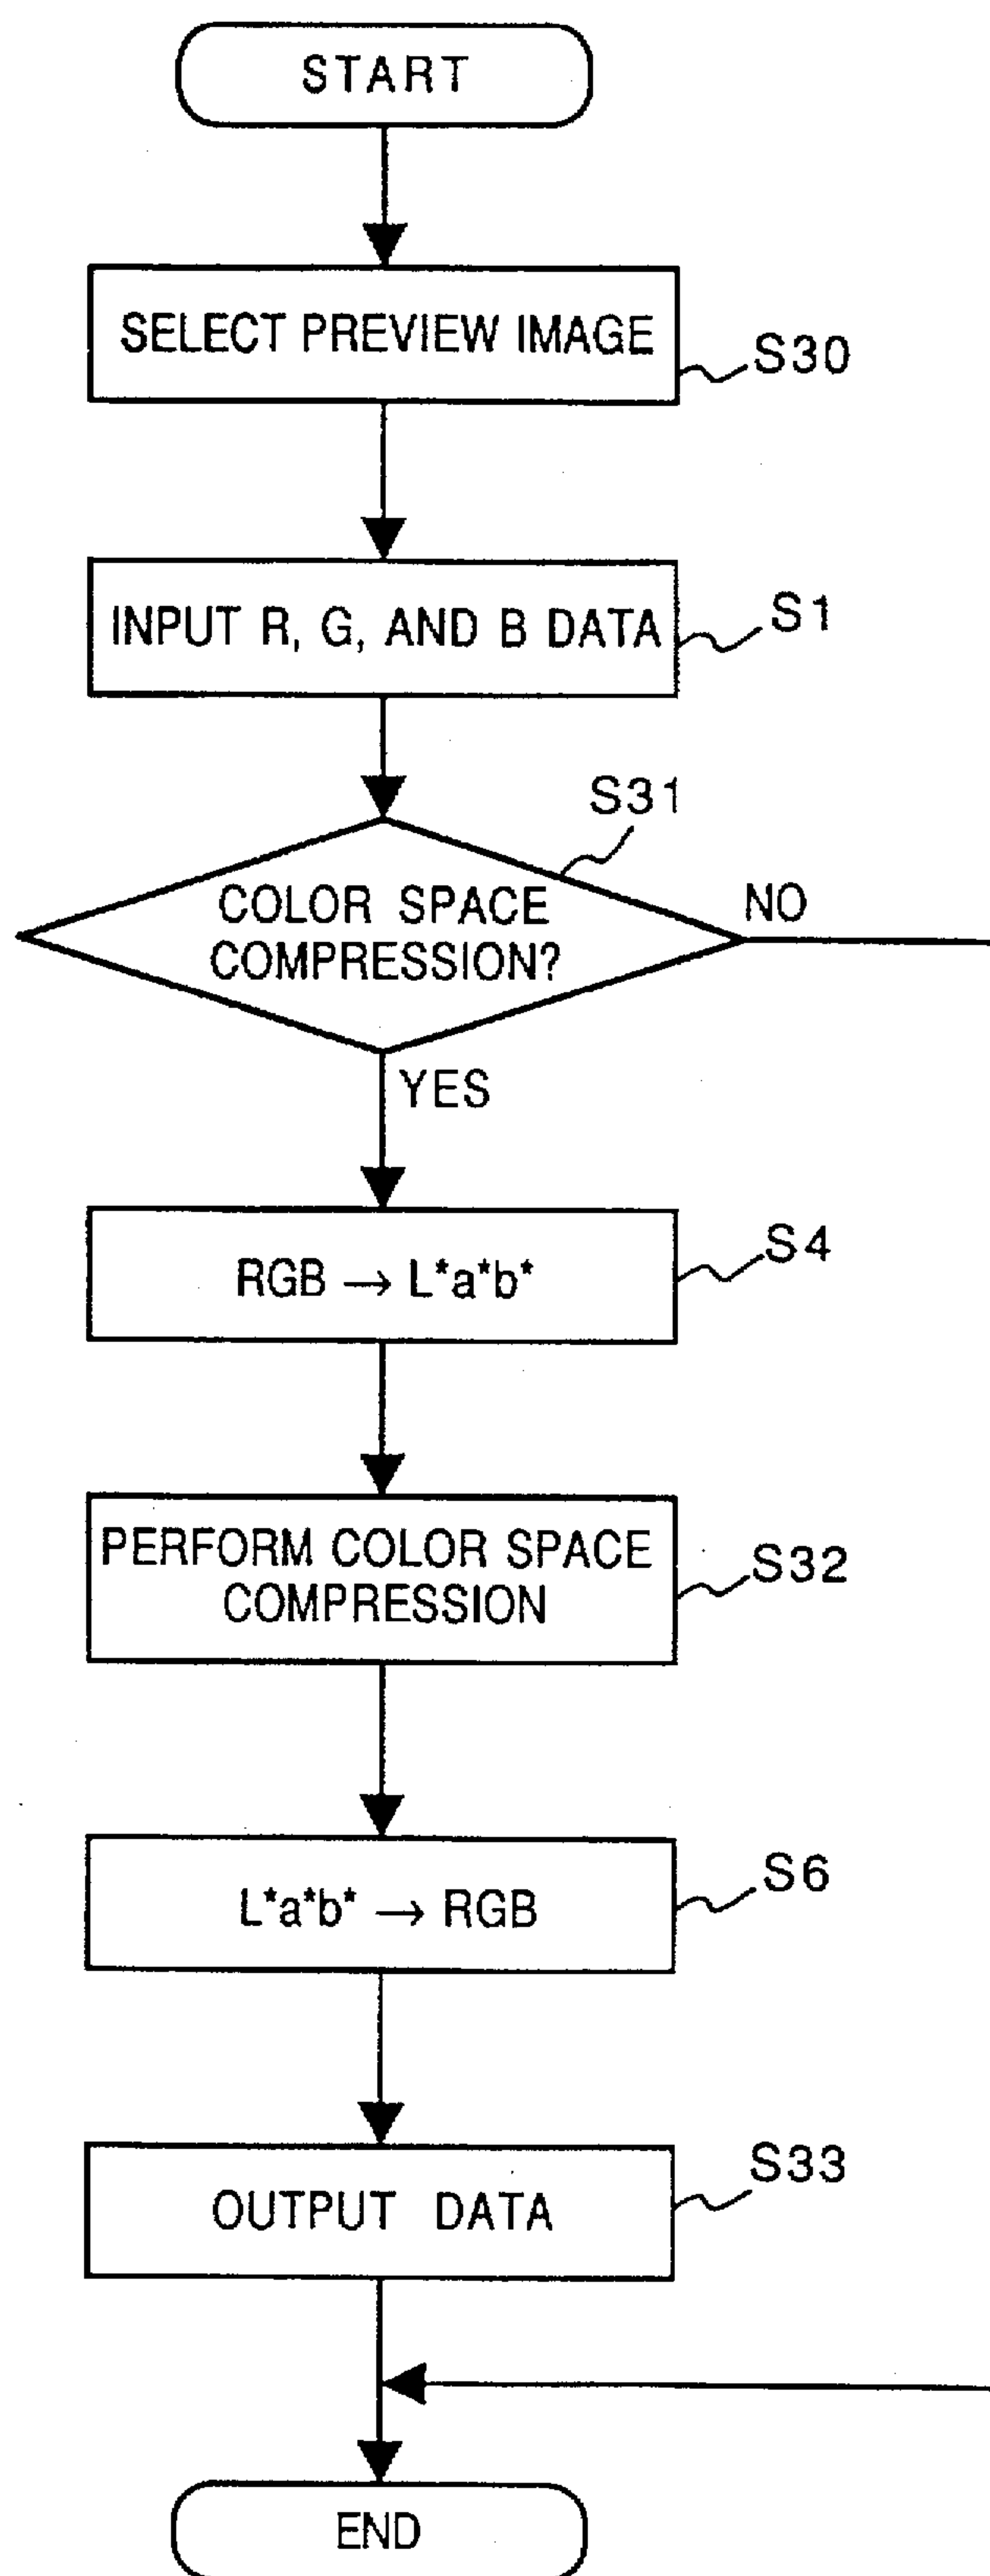 START
SELECT PREVIEW IMAGE
S30
INPUT R, G, AND B DATA
S1
S31
COLOR SPACE
COMPRESSION?
NO
YES
RGB → L*a*b*
S4
PERFORM COLOR SPACE
COMPRESSION
S32
L*a*b* → RGB
S6
OUTPUT DATA
S33
END